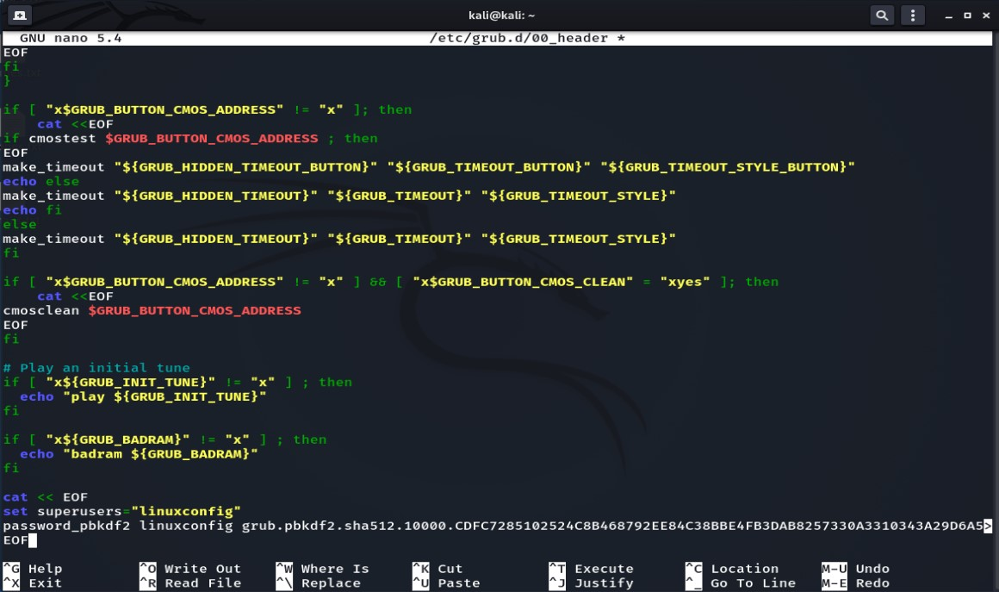 kali@kali: ~
GNU nano 5.4 /etc/grub.d/00_header *
EOF
fi
}
if [ "x$GRUB_BUTTON_CMOS_ADDRESS" != "x" ]; then
    cat <<EOF
if cmostest $GRUB_BUTTON_CMOS_ADDRESS ; then
EOF
make_timeout "${GRUB_HIDDEN_TIMEOUT_BUTTON}" "${GRUB_TIMEOUT_BUTTON}" "${GRUB_TIMEOUT_STYLE_BUTTON}"
echo else
make_timeout "${GRUB_HIDDEN_TIMEOUT}" "${GRUB_TIMEOUT}" "${GRUB_TIMEOUT_STYLE}"
echo fi
else
make_timeout "${GRUB_HIDDEN_TIMEOUT}" "${GRUB_TIMEOUT}" "${GRUB_TIMEOUT_STYLE}"
fi
if [ "x$GRUB_BUTTON_CMOS_ADDRESS" != "x" ] && [ "x$GRUB_BUTTON_CMOS_CLEAN" = "xyes" ]; then
    cat <<EOF
cmosclean $GRUB_BUTTON_CMOS_ADDRESS
EOF
fi
# Play an initial tune
if [ "x${GRUB_INIT_TUNE}" != "x" ] ; then
  echo "play ${GRUB_INIT_TUNE}"
fi
if [ "x${GRUB_BADRAM}" != "x" ] ; then
  echo "badram ${GRUB_BADRAM}"
fi
cat << EOF
set superusers="linuxconfig"
password_pbkdf2 linuxconfig grub.pbkdf2.sha512.10000.CDFC7285102524C8B468792EE84C38BBE4FB3DAB8257330A3310343A29D6A5>
EOF
^G Help ^O Write Out ^W Where Is ^K Cut ^T Execute ^C Location M-U Undo
^X Exit ^R Read File ^\ Replace ^U Paste ^J Justify ^_ Go To Line M-E Redo